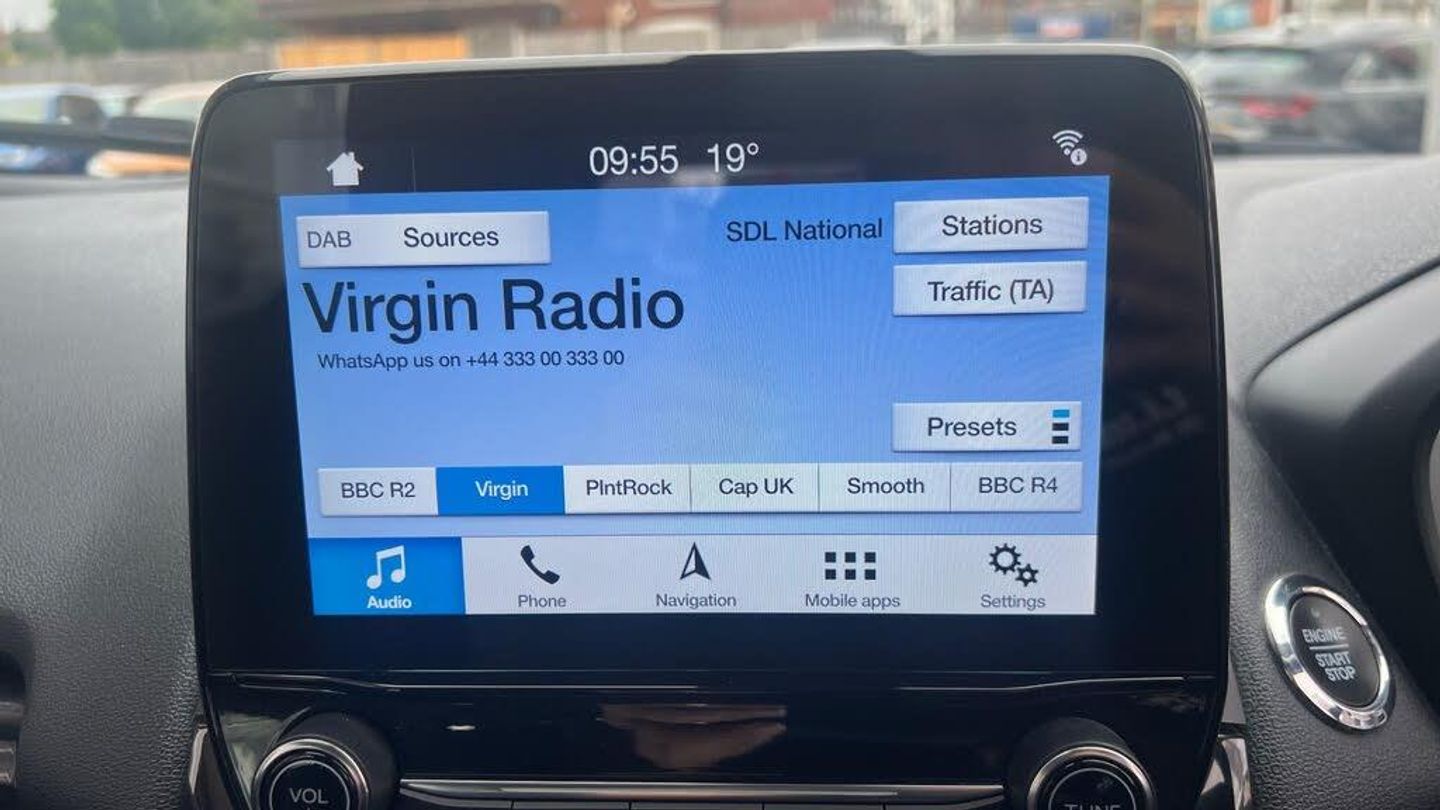 09:55 19°
DAB Sources
SDL National
Stations
Virgin Radio
Traffic (TA)
WhatsApp us on +44 333 00 333 00
Presets
BBC R2 Virgin PlntRock Cap UK Smooth BBC R4
Audio Phone Navigation Mobile apps Settings
ENGINE
START
STOP
VOL
TUNE